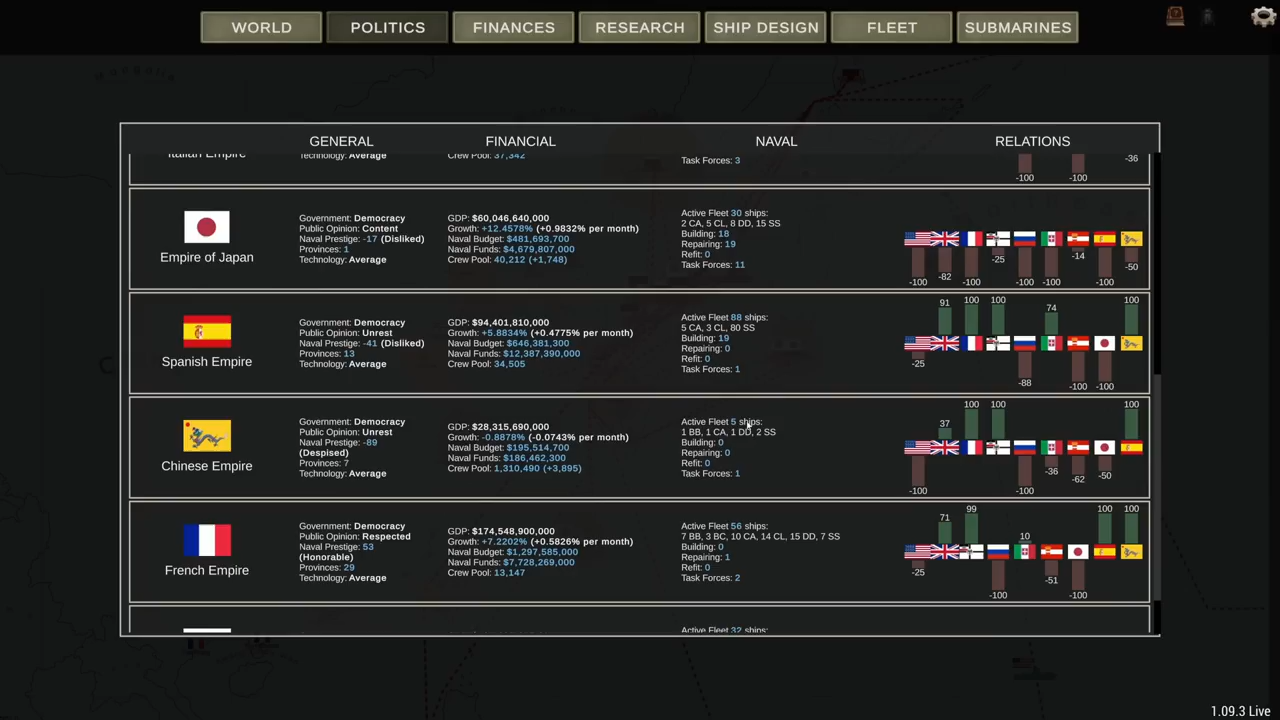 WORLD
POLITICS
FINANCES
RESEARCH
SHIP DESIGN
FLEET
SUBMARINES
GENERAL
FINANCIAL
NAVAL
RELATIONS
Italian Empire
Technology: Average
Crew Pool: 37,342
Task Forces: 3
-100
-100
-36
Empire of Japan
Government: Democracy
Public Opinion: Content
Naval Prestige: -17 (Disliked)
Provinces: 1
Technology: Average
GDP: $60,046,640,000
Growth: +12.4578% (+0.9832% per month)
Naval Budget: $481,693,700
Naval Funds: $4,679,807,000
Crew Pool: 40,212 (+1,748)
Active Fleet 30 ships:
2 CA, 5 CL, 8 DD, 15 SS
Building: 18
Repairing: 19
Refit: 0
Task Forces: 11
-100
-82
-100
-25
-100
-100
-14
-100
-50
Spanish Empire
Government: Democracy
Public Opinion: Unrest
Naval Prestige: -41 (Disliked)
Provinces: 13
Technology: Average
GDP: $94,401,810,000
Growth: +5.8834% (+0.4775% per month)
Naval Budget: $646,381,300
Naval Funds: $12,387,390,000
Crew Pool: 34,505
Active Fleet 88 ships:
5 CA, 3 CL, 80 SS
Building: 19
Repairing: 0
Refit: 0
Task Forces: 1
-25
91
100
100
-88
74
-100
-100
100
Chinese Empire
Government: Democracy
Public Opinion: Unrest
Naval Prestige: -89
(Despised)
Provinces: 7
Technology: Average
GDP: $28,315,690,000
Growth: -0.8878% (-0.0743% per month)
Naval Budget: $195,514,700
Naval Funds: $186,462,300
Crew Pool: 1,310,490 (+3,895)
Active Fleet 5 ships:
1 BB, 1 CA, 1 DD, 2 SS
Building: 0
Repairing: 0
Refit: 0
Task Forces: 1
-100
37
100
100
-100
-36
-62
-50
100
French Empire
Government: Democracy
Public Opinion: Respected
Naval Prestige: 53
(Honorable)
Provinces: 29
Technology: Average
GDP: $174,548,900,000
Growth: +7.2202% (+0.5826% per month)
Naval Budget: $1,297,585,000
Naval Funds: $7,728,269,000
Crew Pool: 13,147
Active Fleet 56 ships:
7 BB, 3 BC, 10 CA, 14 CL, 15 DD, 7 SS
Building: 0
Repairing: 1
Refit: 0
Task Forces: 2
-25
71
99
-100
10
-51
-100
100
100
Active Fleet 32 ships:
1.09.3 Live